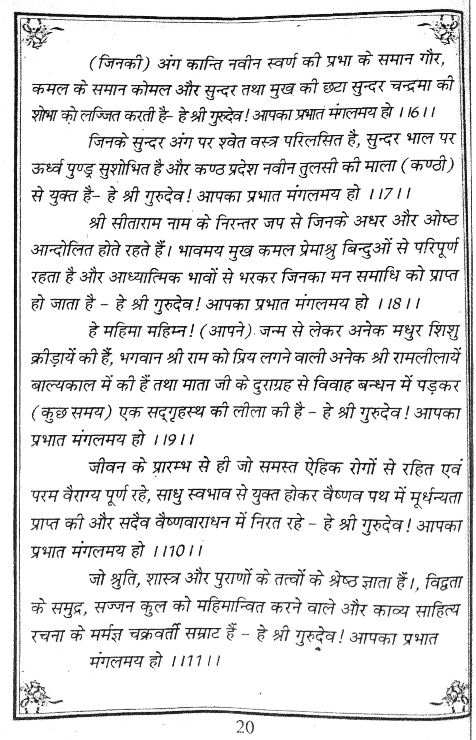 (जिनकी) अंग कान्ति नवीन स्वर्ण की प्रभा के समान गौर,
कमल के समान कोमल और सुन्दर तथा मुख की छटा सुन्दर चन्द्रमा की
शोभा को लज्जित करती है- हे श्री गुरुदेव! आपका प्रभात मंगलमय हो ।।6।।
जिनके सुन्दर अंग पर श्वेत वस्त्र परिलसित है, सुन्दर भाल पर
ऊर्ध्व पुण्ड्र सुशोभित है और कण्ठ प्रदेश नवीन तुलसी की माला (कण्ठी)
से युक्त है- हे श्री गुरुदेव! आपका प्रभात मंगलमय हो ।।7।।
श्री सीताराम नाम के निरन्तर जप से जिनके अधर और ओष्ठ
आन्दोलित होते रहते हैं। भावमय मुख कमल प्रेमाश्रु बिन्दुओं से परिपूर्ण
रहता है और आध्यात्मिक भावों से भरकर जिनका मन समाधि को प्राप्त
हो जाता है - हे श्री गुरुदेव! आपका प्रभात मंगलमय हो ।।8।।
हे महिमा महिम्न! (आपने) जन्म से लेकर अनेक मधुर शिशु
क्रीड़ायें की हैं, भगवान श्री राम को प्रिय लगने वाली अनेक श्री रामलीलायें
बाल्यकाल में की हैं तथा माता जी के दुराग्रह से विवाह बन्धन में पड़कर
(कुछ समय) एक सद्गृहस्थ की लीला की है - हे श्री गुरुदेव! आपका
प्रभात मंगलमय हो ।।9।।
जीवन के प्रारम्भ से ही जो समस्त ऐहिक रोगों से रहित एवं
परम वैराग्य पूर्ण रहे, साधु स्वभाव से युक्त होकर वैष्णव पथ में मूर्धन्यता
प्राप्त की और सदैव वैष्णवाराधन में निरत रहे - हे श्री गुरुदेव! आपका
प्रभात मंगलमय हो ।।10।।
जो श्रुति, शास्त्र और पुराणों के तत्वों के श्रेष्ठ ज्ञाता हैं।, विद्वता
के समुद्र, सज्जन कुल को महिमान्वित करने वाले और काव्य साहित्य
रचना के मर्मज्ञ चक्रवर्ती सम्राट हैं - हे श्री गुरुदेव! आपका प्रभात
मंगलमय हो ।।11।।
20